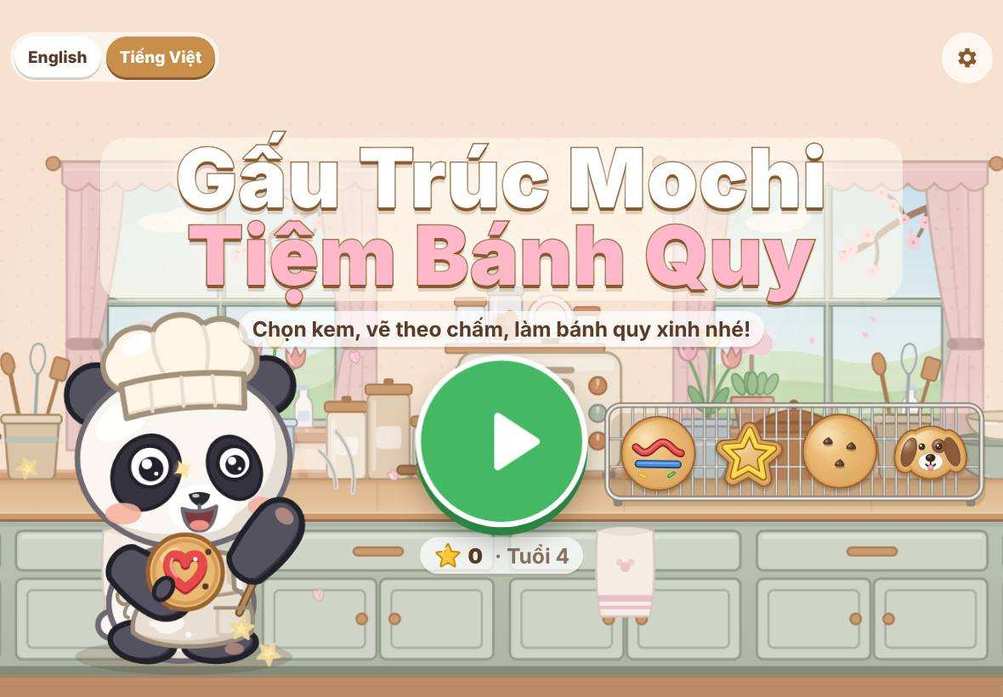 English
Tiếng Việt
Gấu Trúc Mochi
Tiệm Bánh Quy
Chọn kem, vẽ theo chấm, làm bánh quy xinh nhé!
0 · Tuổi 4